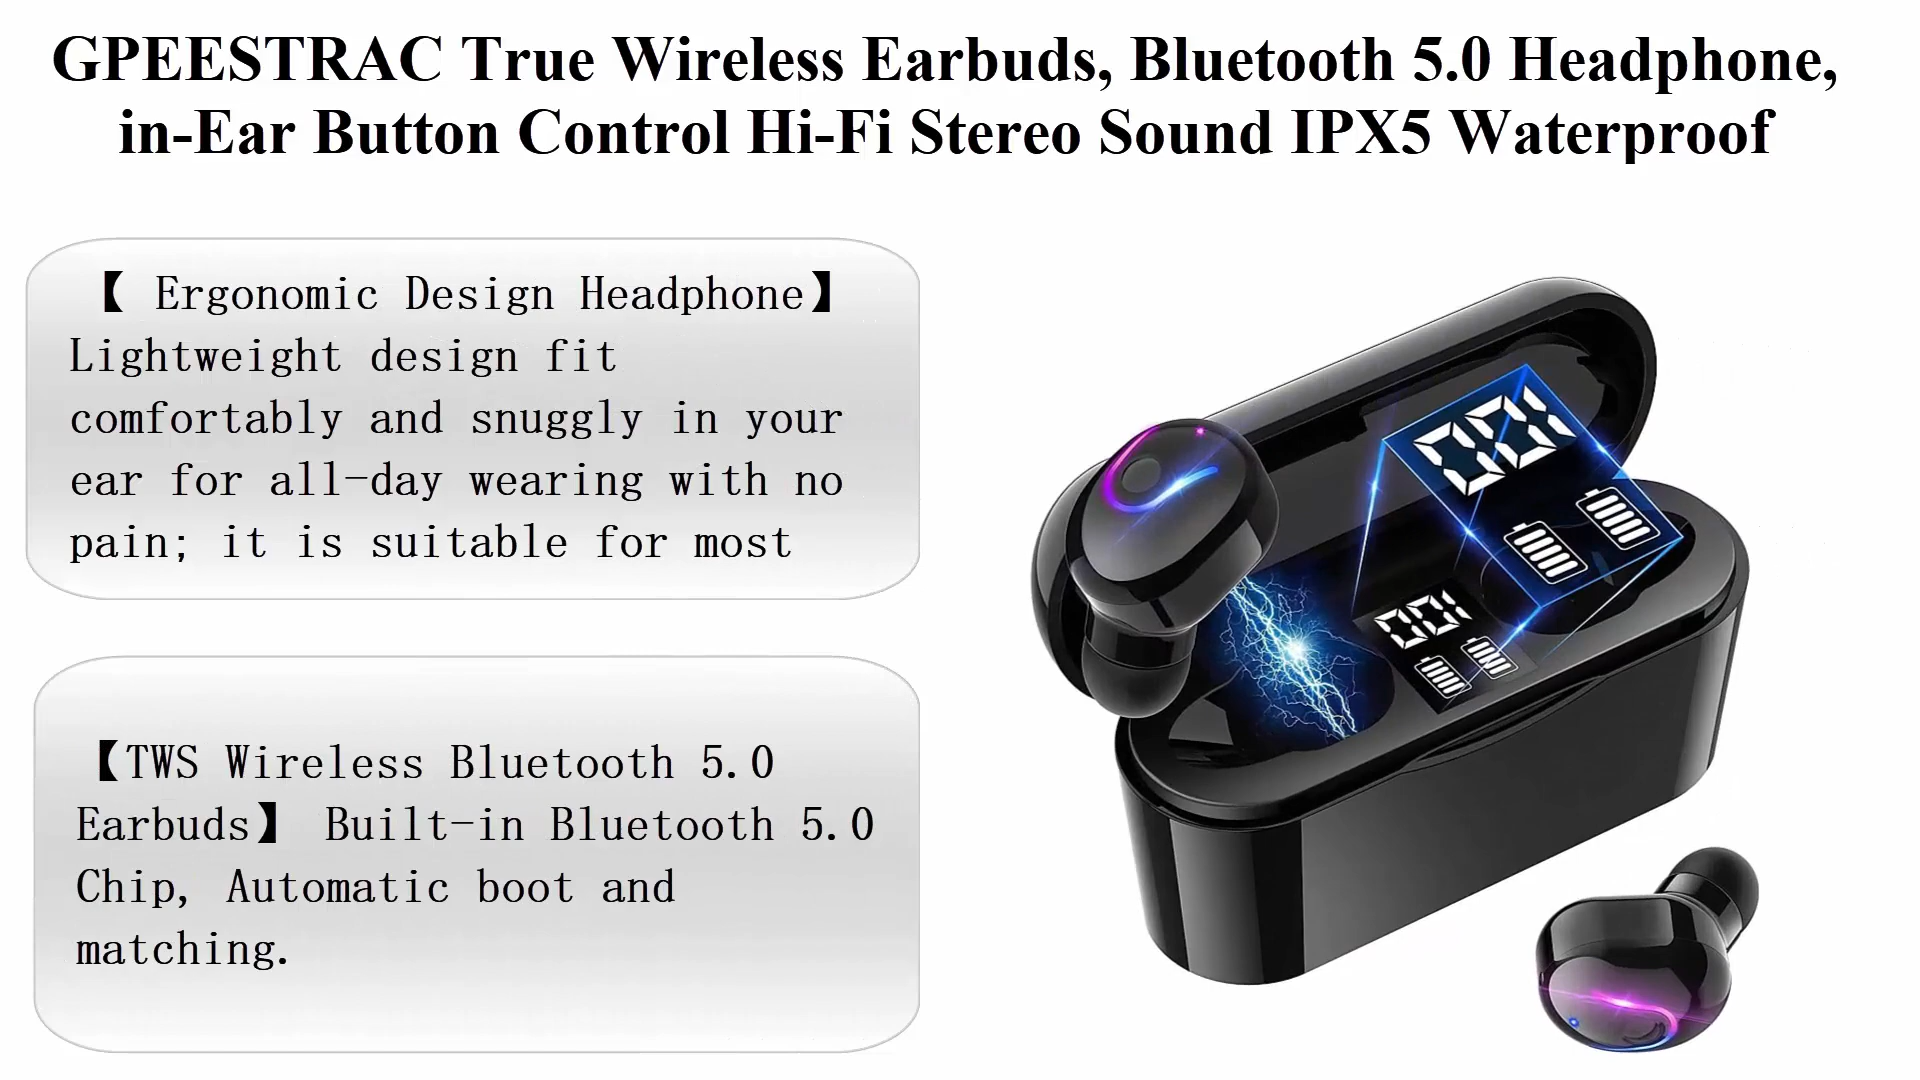 GPEESTRAC True Wireless Earbuds, Bluetooth 5.0 Headphone,
in-Ear Button Control Hi-Fi Stereo Sound IPX5 Waterproof
【 Ergonomic Design Headphone】
Lightweight design fit
comfortably and snuggly in your
ear for all-day wearing with no
pain; it is suitable for most
【TWS Wireless Bluetooth 5.0
Earbuds】 Built-in Bluetooth 5.0
Chip, Automatic boot and
matching.
001
001